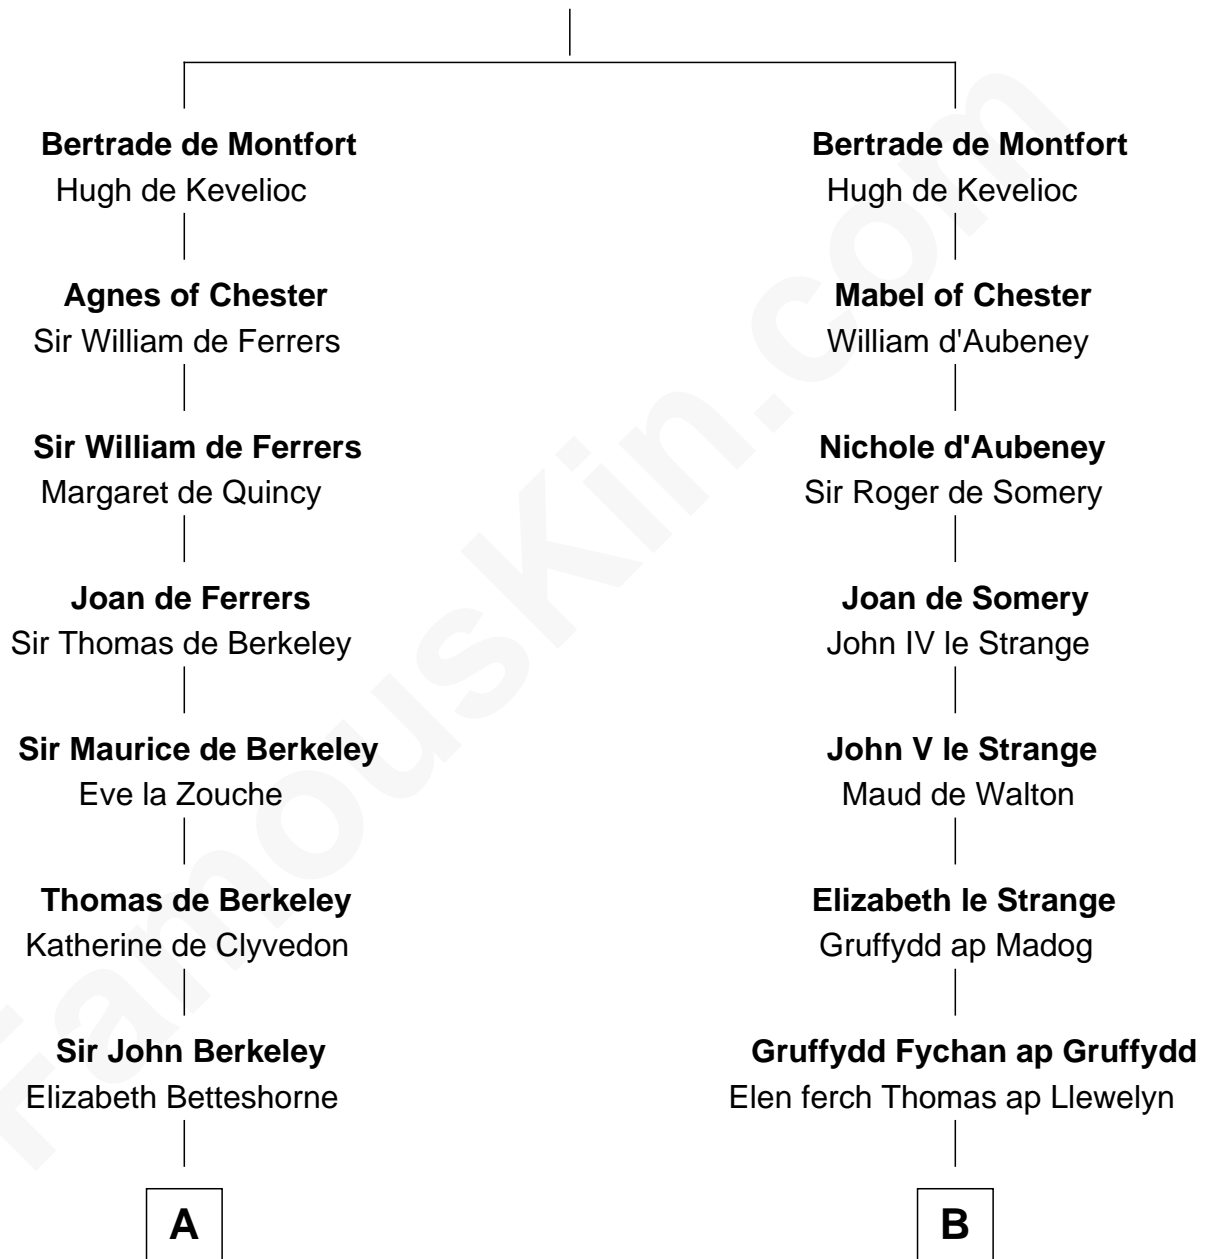 Bertrade de Montfort
Hugh de Kevelioc
Agnes of Chester
Sir William de Ferrers
Sir William de Ferrers
Margaret de Quincy
Joan de Ferrers
Sir Thomas de Berkeley
Sir Maurice de Berkeley
Eve la Zouche
Thomas de Berkeley
Katherine de Clyvedon
Sir John Berkeley
Elizabeth Betteshorne
A
Bertrade de Montfort
Hugh de Kevelioc
Mabel of Chester
William d'Aubeney
Nichole d'Aubeney
Sir Roger de Somery
Joan de Somery
John IV le Strange
John V le Strange
Maud de Walton
Elizabeth le Strange
Gruffydd ap Madog
Gruffydd Fychan ap Gruffydd
Elen ferch Thomas ap Llewelyn
B
FamousKin.com